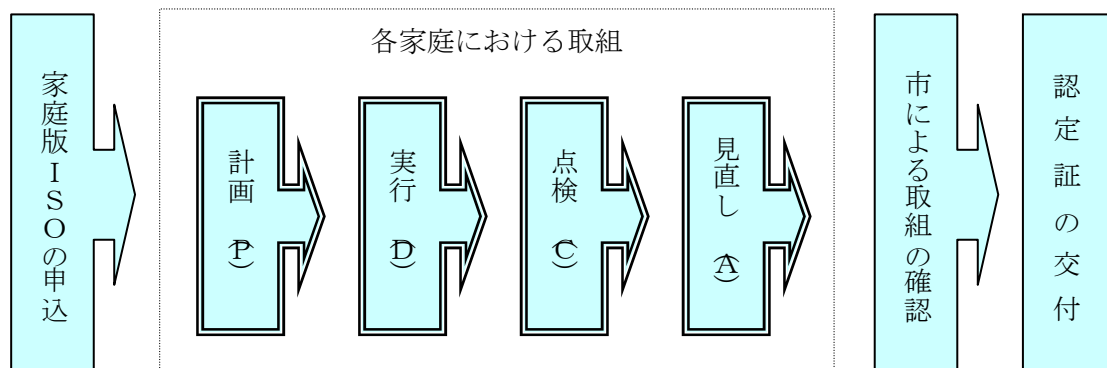 各家庭における取組
家庭版ISOの申込
計画(P)
実行(D)
点検(C)
見直し(A)
市による取組の確認
認定証の交付